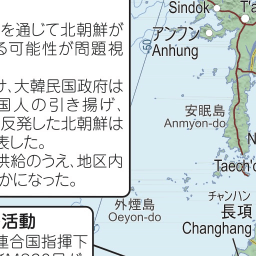 を通じて北朝鮮が
る可能性が問題視
け、大韓民国政府は
国人の引き揚げ、
反発した北朝鮮は
表した。
供給のうえ、地区内
かになった。
活動
連合国指揮下
Sindok
アンフン
Anhung
60
安眠島
Anmyon-do
Taech
外煙島
Oeyon-do
チャンハン
長項
Changhang